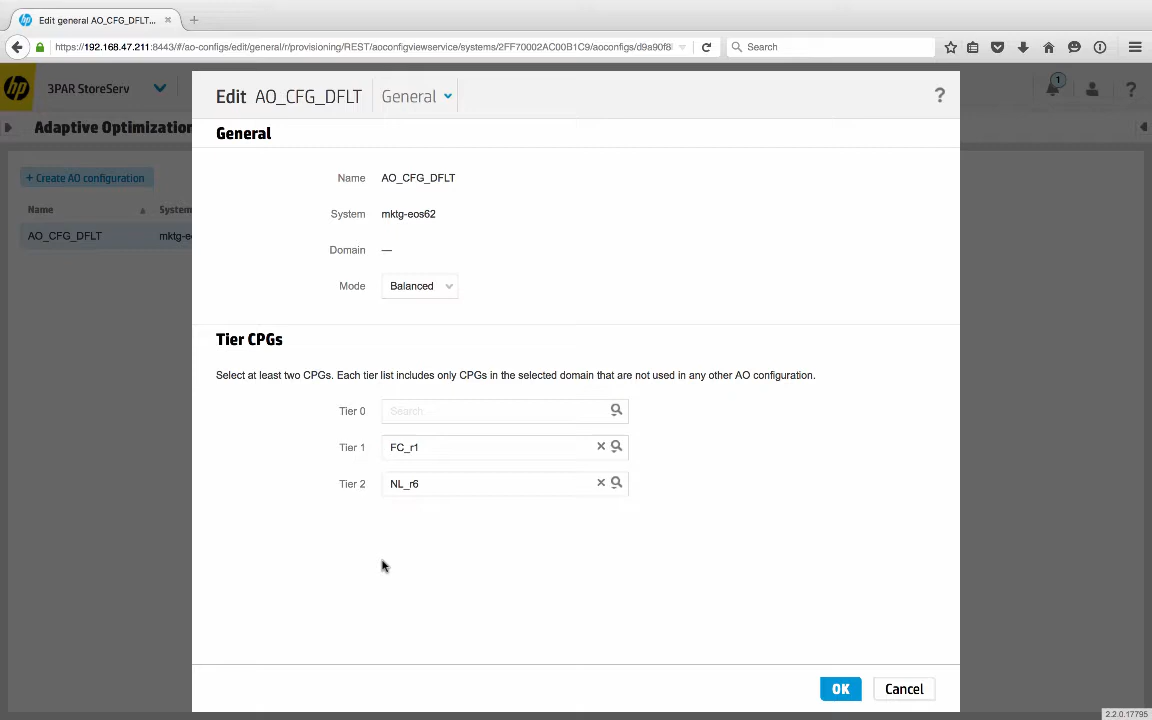 Edit general AO_CFG_DFLT...
https://192.168.47.211:8443/#/ao-configs/edit/general/r/provisioning/REST/aoconfigviewservice/systems/2FF70002AC00B1C9/aoconfigs/d9a90f8
Search
hp
3PAR StoreServ
1
?
Adaptive Optimization
+ Create AO configuration
Name
System
AO_CFG_DFLT
mktg-e
Edit AO_CFG_DFLT General
?
General
Name AO_CFG_DFLT
System mktg-eos62
Domain —
Mode Balanced
Tier CPGs
Select at least two CPGs. Each tier list includes only CPGs in the selected domain that are not used in any other AO configuration.
Tier 0 Search
Tier 1 FC_r1
Tier 2 NL_r6
OK Cancel
2.2.0.17795